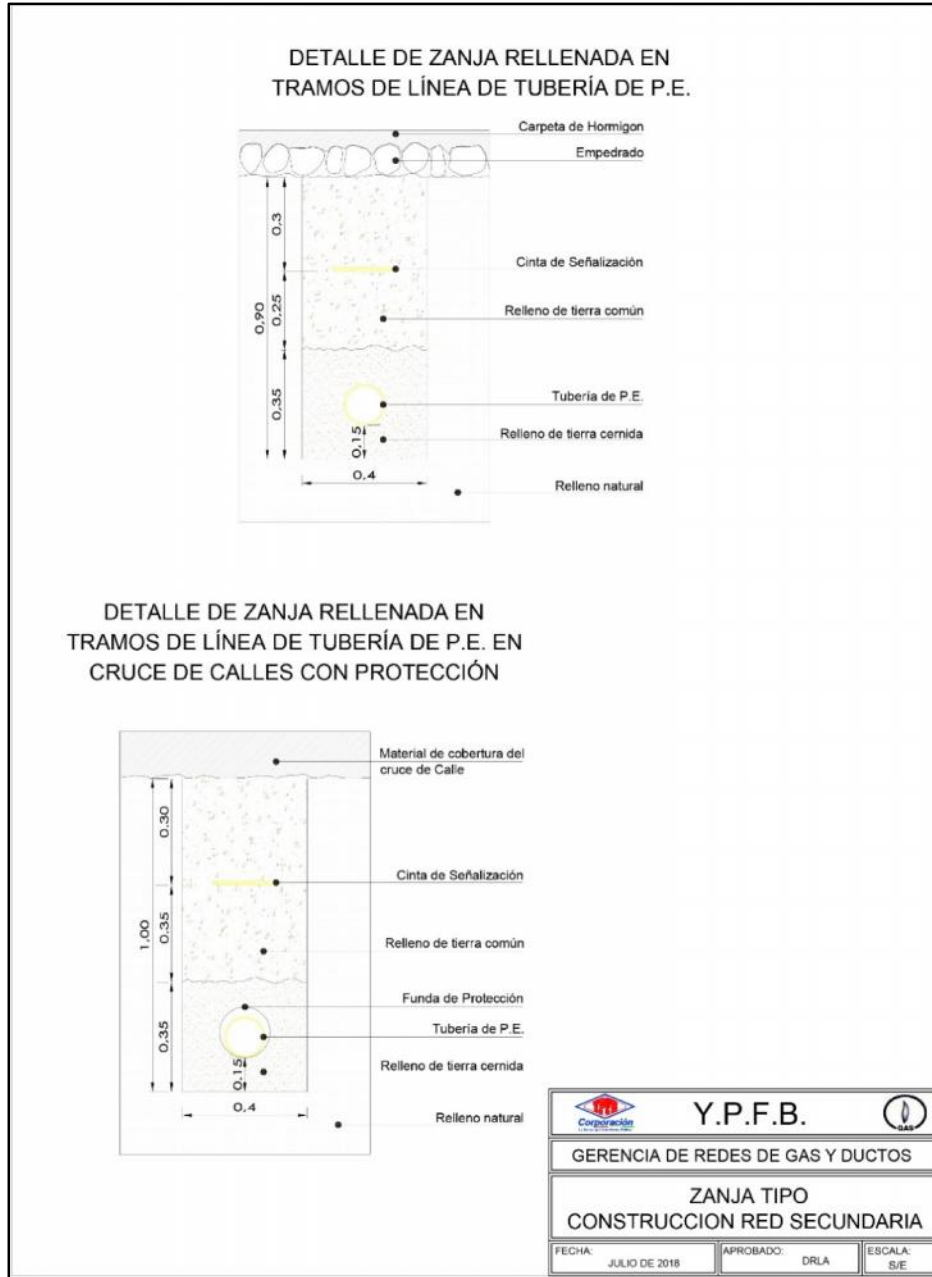 DETALLE DE ZANJA RELLENADA EN
TRAMOS DE LÍNEA DE TUBERÍA DE P.E.
Carpeta de Hormigon
Empedrado
0,3
Cinta de Señalización
0,25
0,90
Relleno de tierra común
0,35
Tubería de P.E.
0,15
Relleno de tierra cernida
0,4
Relleno natural
DETALLE DE ZANJA RELLENADA EN
TRAMOS DE LÍNEA DE TUBERÍA DE P.E. EN
CRUCE DE CALLES CON PROTECCIÓN
Material de cobertura del
cruce de Calle
0,30
Cinta de Señalización
1,00
0,35
Relleno de tierra común
Funda de Protección
0,35
Tubería de P.E.
0,15
Relleno de tierra cernida
0,4
Relleno natural
Corporación
Y.P.F.B.
GAS
GERENCIA DE REDES DE GAS Y DUCTOS
ZANJA TIPO
CONSTRUCCION RED SECUNDARIA
FECHA:
JULIO DE 2018
APROBADO:
DRLA
ESCALA:
S/E